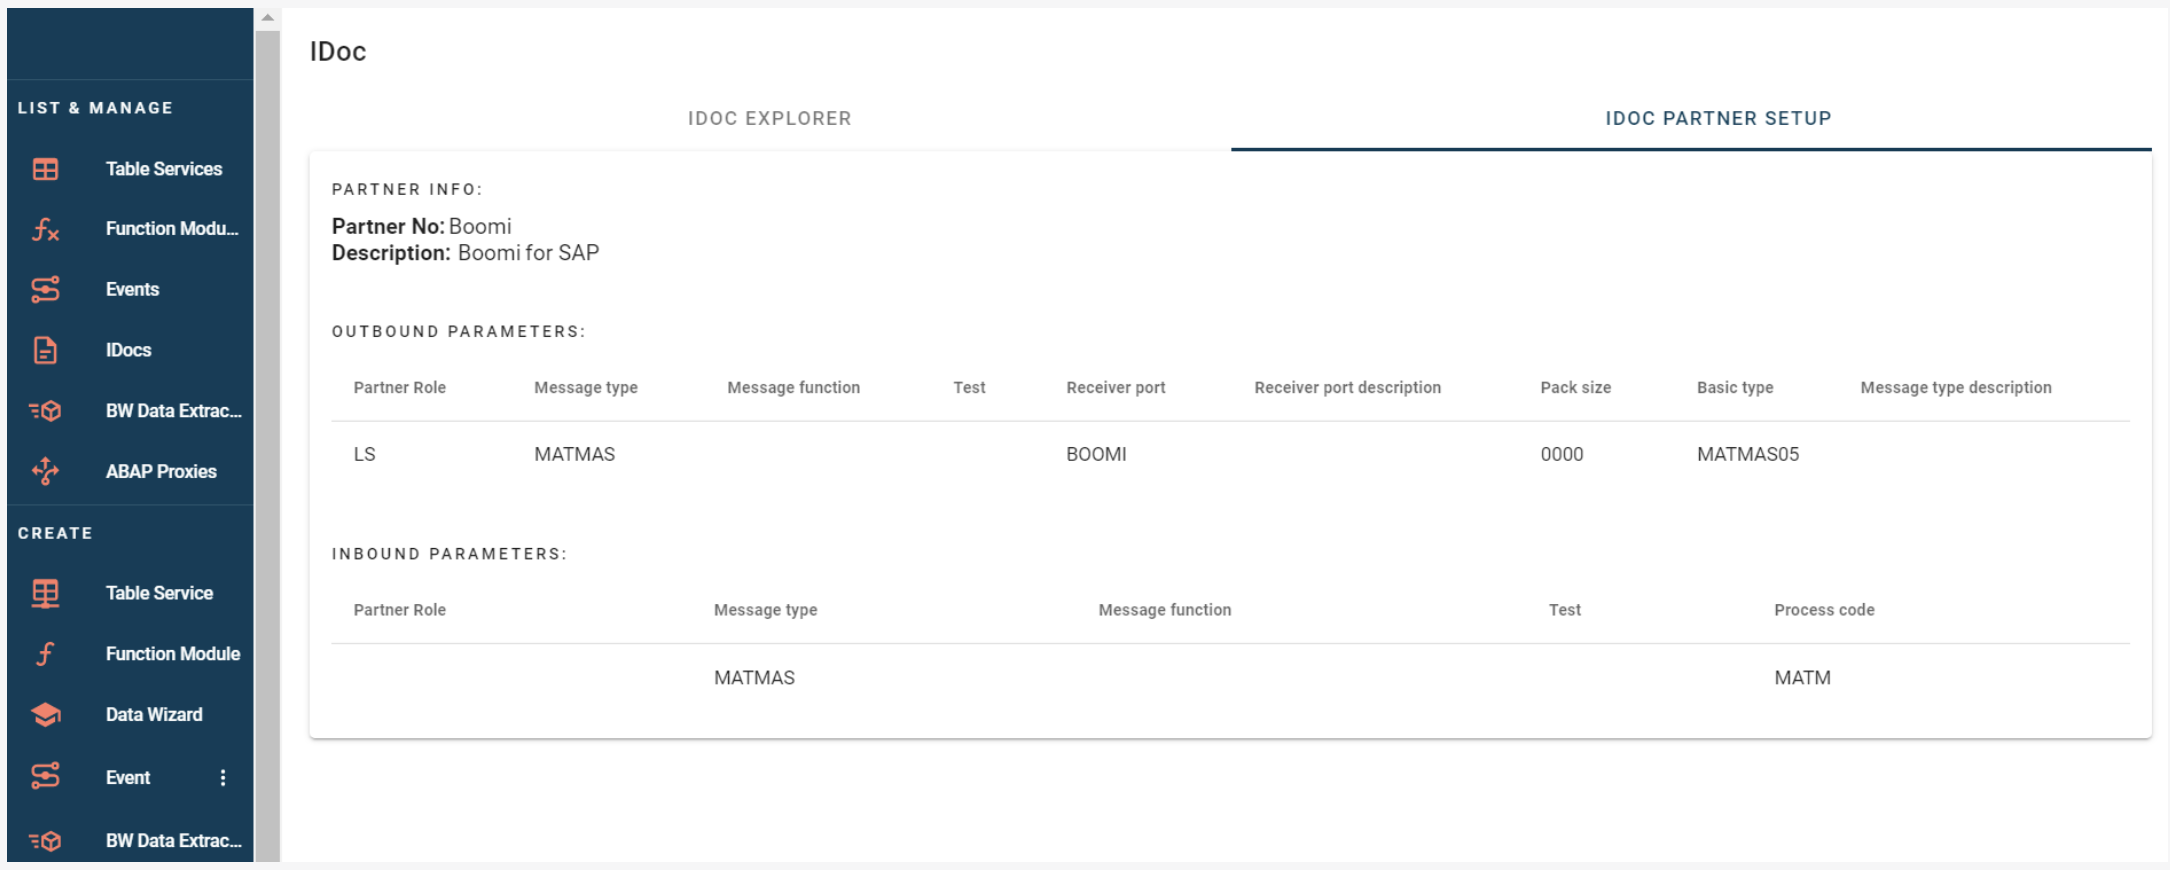 LIST & MANAGE
Table Services
Function Modu...
Events
IDocs
BW Data Extrac...
ABAP Proxies
CREATE
Table Service
Function Module
Data Wizard
Event
BW Data Extrac...
IDoc
IDOC EXPLORER IDOC PARTNER SETUP
PARTNER INFO:
Partner No: Boomi
Description: Boomi for SAP
OUTBOUND PARAMETERS:
Partner Role Message type Message function Test Receiver port Receiver port description Pack size Basic type Message type description
LS MATMAS BOOMI 0000 MATMAS05
INBOUND PARAMETERS:
Partner Role Message type Message function Test Process code
MATMAS MATM